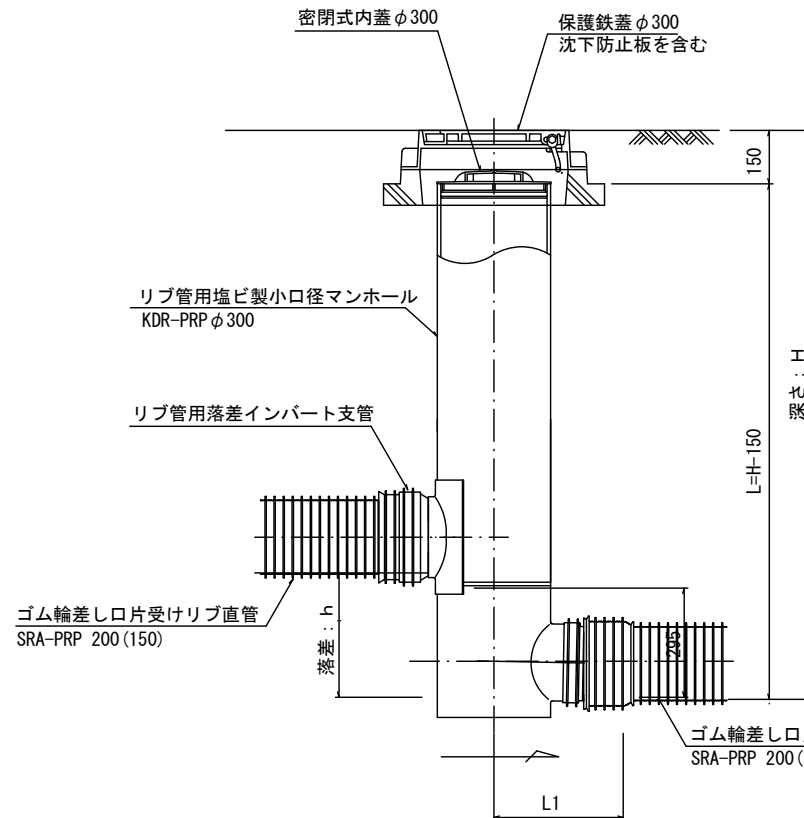 密閉式内蓋φ300
保護鉄蓋φ300
沈下防止板を含む
150
リブ管用塩ビ製小口径マンホール
KDR-PRPφ300
深さ：H
リブ管用落差インバート支管
L=H-150
ゴム輪差し口片受けリブ直管
SRA-PRP 200(150)
落差：h
295
ゴム輪差し口
SRA-PRP 200(
L1